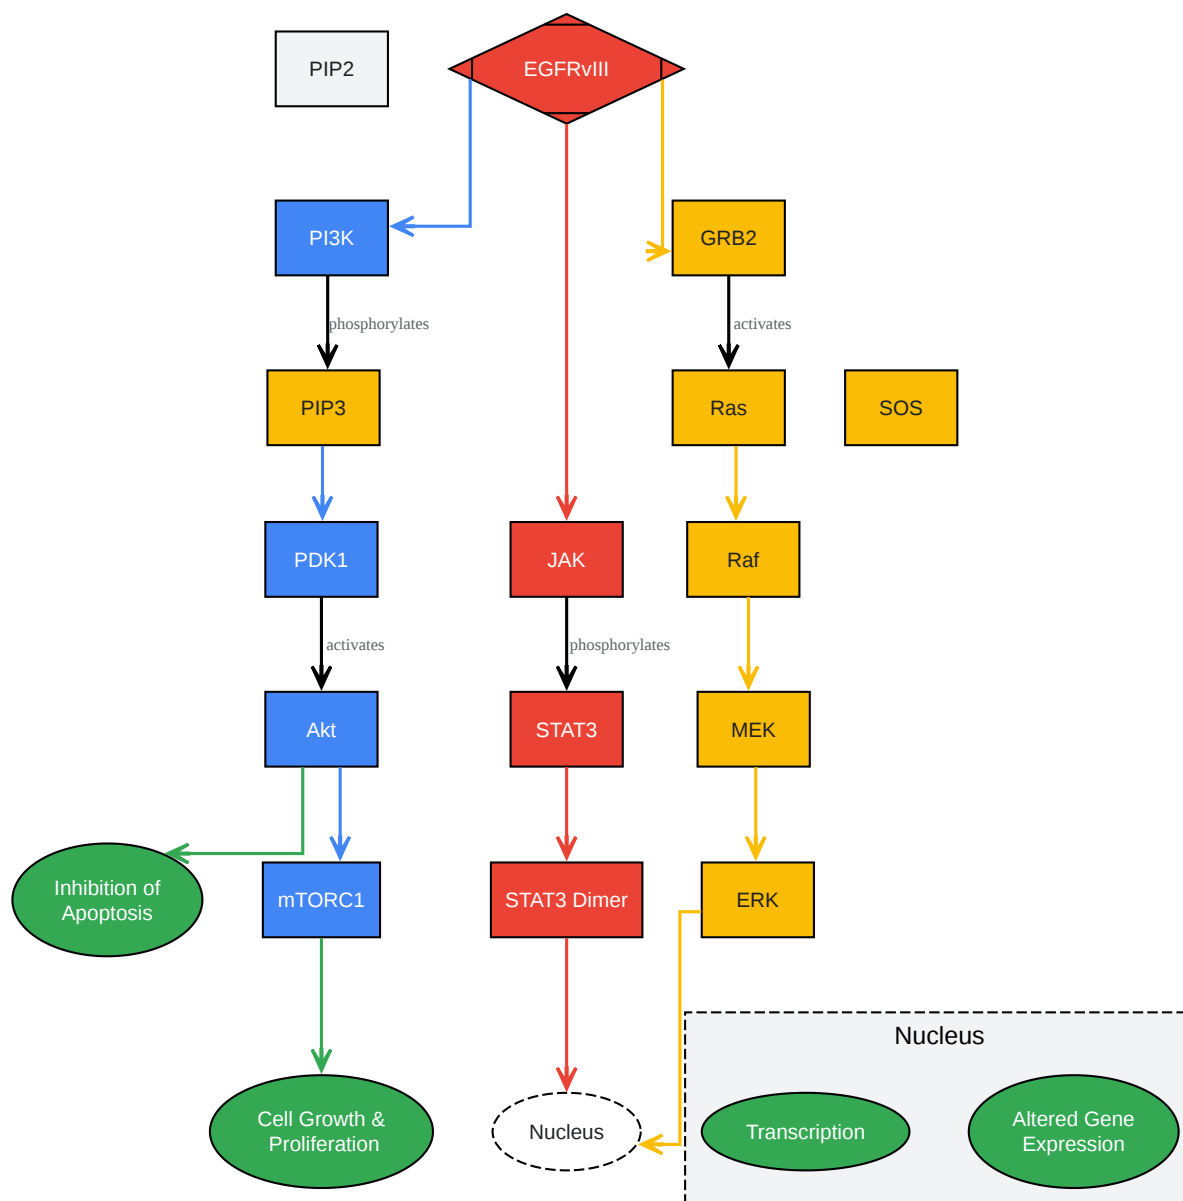 PIP2
EGFRvIII
PI3K
GRB2
phosphorylates
activates
PIP3
Ras
SOS
PDK1
JAK
Raf
activates
phosphorylates
Akt
STAT3
MEK
Inhibition of
Apoptosis
mTORC1
STAT3 Dimer
ERK
Nucleus
Cell Growth &
Proliferation
Nucleus
Transcription
Altered Gene
Expression